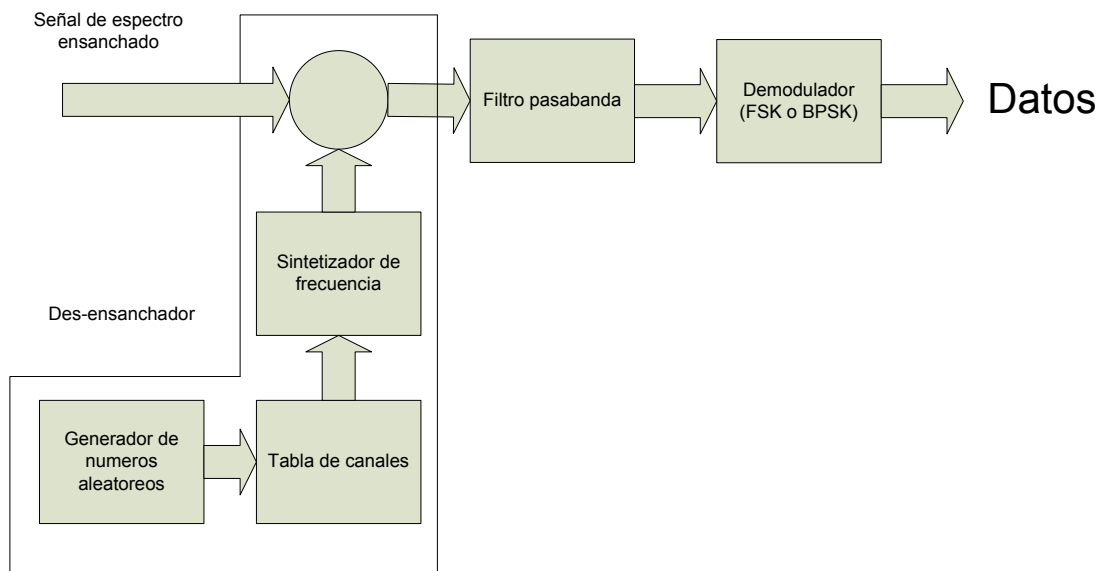 Señal de espectro
ensanchado
Filtro pasabanda
Demodulador
(FSK o BPSK)
Datos
Sintetizador de
frecuencia
Des-ensanchador
Generador de
numeros
aleatoreos
Tabla de canales